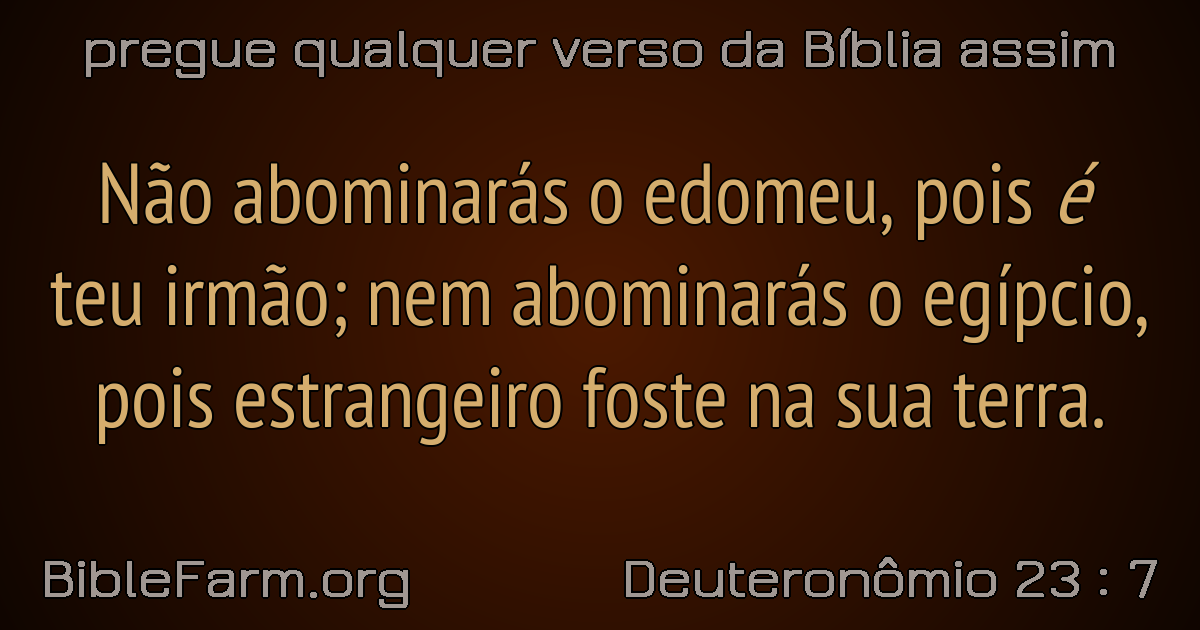 pregue qualquer verso da Bíblia assim
Não abominarás o edomeu, pois é
teu irmão; nem abominarás o egípcio,
pois estrangeiro foste na sua terra.
BibleFarm.org
Deuteronômio 23 : 7